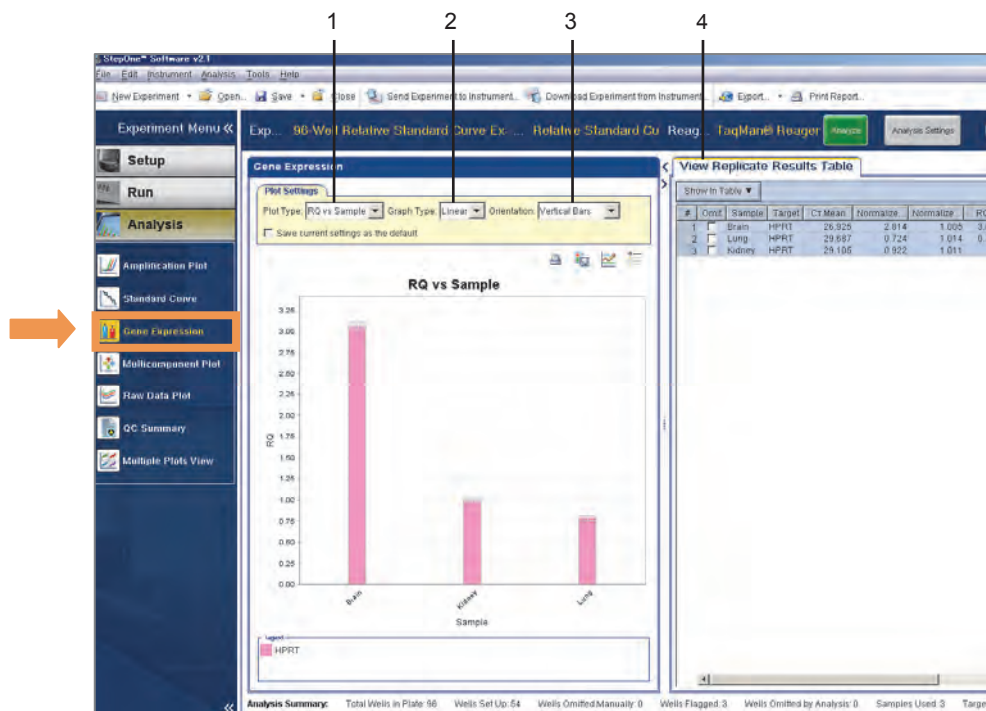 1 2 3 4
StepOne™ Software v2.1
File Edit Instrument Analysis Tools Help
New Experiment Open... Save Close Send Experiment to Instrument... Download Experiment from Instrument... Export... Print Report...
Experiment Menu «
Exp... 96-Well Relative Standard Curve Ex... Relative Standard Cu Reag... TaqMan® Reager Analyze Analysis Settings
Setup
Run
Analysis
Amplification Plot
Standard Curve
Gene Expression
Multicomponent Plot
Raw Data Plot
QC Summary
Multiple Plots View
«
Gene Expression
Plot Settings
Plot Type: RQ vs Sample Graph Type: Linear Orientation: Vertical Bars
Save current settings as the default
RQ vs Sample
3.25
3.00
2.75
2.50
2.25
2.00
1.75
1.50
1.25
1.00
0.75
0.50
0.25
0.00
RQ
Brain Kidney Lung
Sample
Target
HPRT
View Replicate Results Table
Show in Table ▼
# Omit Sample Target CT Mean Normalize... Normalize... RQ
1 Brain HPRT 26.925 2.814 1.005
2 Lung HPRT 29.687 0.724 1.014
3 Kidney HPRT 29.105 0.922 1.011
Analysis Summary: Total Wells in Plate: 96 Wells Set Up: 54 Wells Omitted Manually: 0 Wells Flagged: 3 Wells Omitted by Analysis: 0 Samples Used: 3 Targe